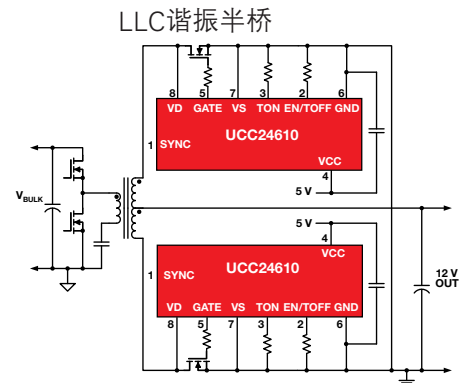 LLC谐振半桥
8 5 7 3 2 6
VD GATE VS TON EN/TOFF GND
UCC24610
1 SYNC
VCC
4
5 V
V_BULK
5 V
4
VCC
1 SYNC
UCC24610
VD GATE VS TON EN/TOFF GND
8 5 7 3 2 6
12 V
OUT